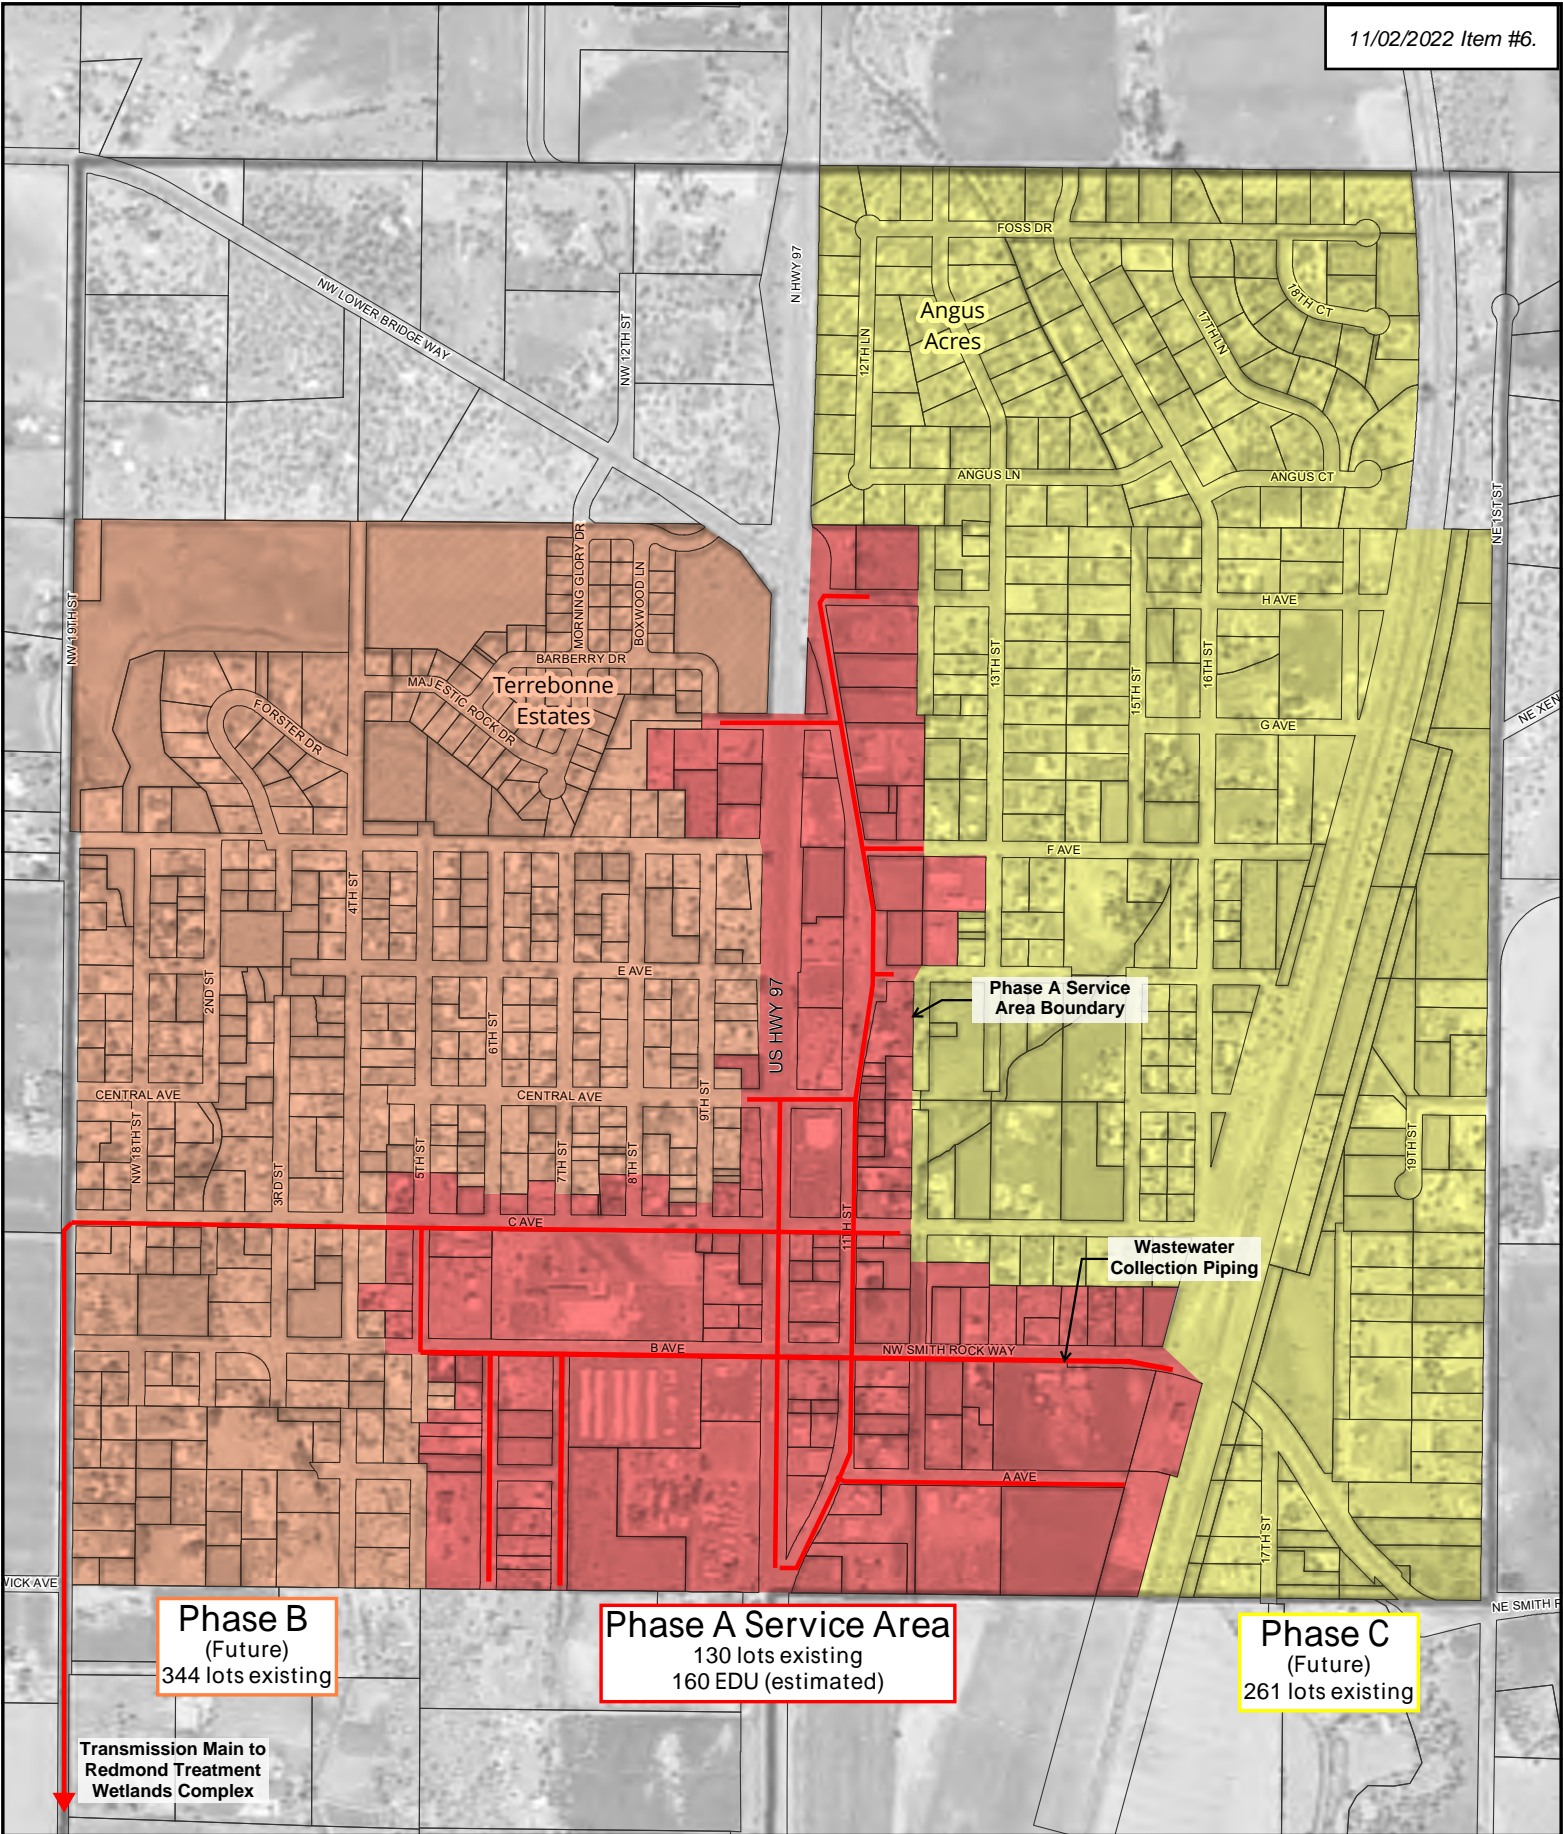 11/02/2022 Item #6.
FOSS DR
N HWY 97
NW LOWER BRIDGE WAY
NW 12TH ST
12TH LN
Angus
Acres
17TH LN
18TH CT
ANGUS LN
ANGUS CT
NE 1ST ST
NW 19TH ST
MORNING GLORY DR
BOXWOOD LN
H AVE
BARBERRY DR
13TH ST
15TH ST
16TH ST
MAJESTIC ROCK DR
Terrebonne
Estates
FORSTER DR
G AVE
NE XEN
F AVE
4TH ST
E AVE
2ND ST
6TH ST
US HWY 97
Phase A Service
Area Boundary
CENTRAL AVE
CENTRAL AVE
9TH ST
NW 18TH ST
3RD ST
5TH ST
7TH ST
8TH ST
19TH ST
C AVE
11TH ST
Wastewater
Collection Piping
B AVE
NW SMITH ROCK WAY
A AVE
17TH ST
WICK AVE
NE SMITH R
Phase B
(Future)
344 lots existing
Phase A Service Area
130 lots existing
160 EDU (estimated)
Phase C
(Future)
261 lots existing
Transmission Main to
Redmond Treatment
Wetlands Complex